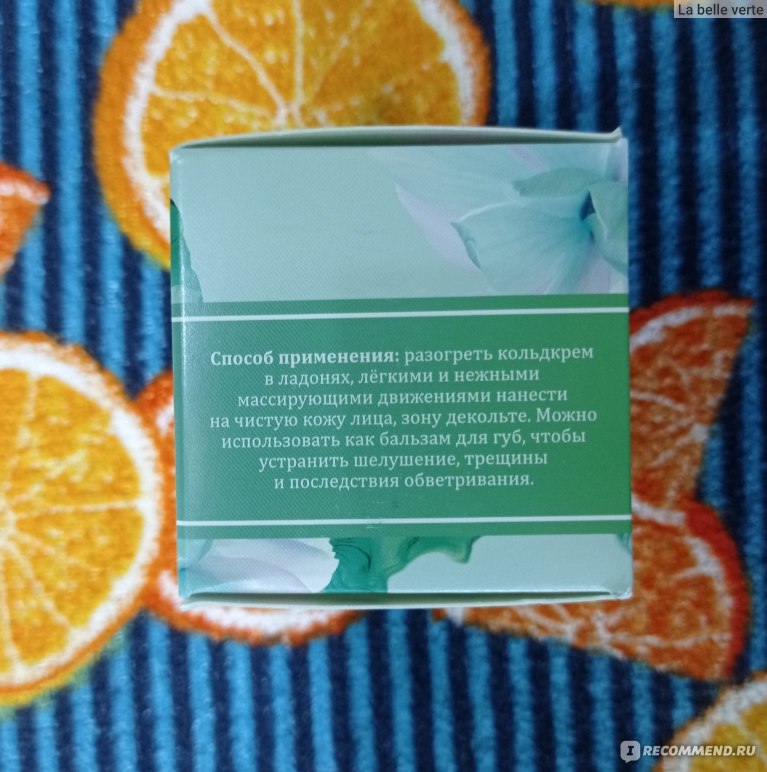 La belle verte
Способ применения: разогреть кольдкрем
в ладонях, лёгкими и нежными
массирующими движениями нанести
на чистую кожу лица, зону декольте. Можно
использовать как бальзам для губ, чтобы
устранить шелушение, трещины
и последствия обветривания.
IRECOMMEND.RU